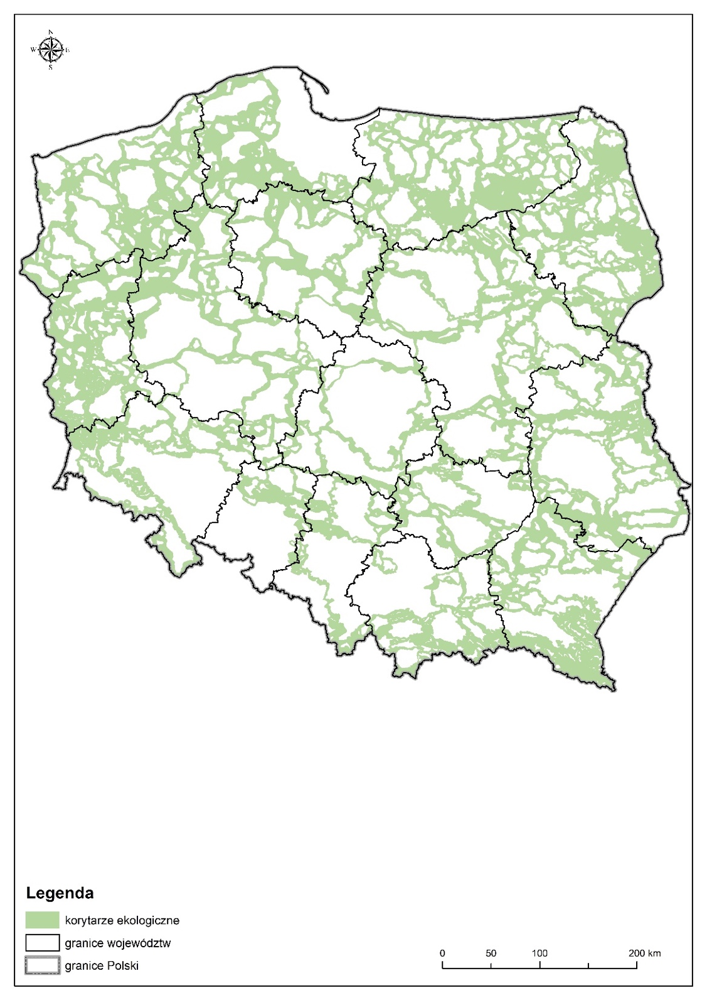 N
W E
S
Legenda
korytarze ekologiczne
granice województw
granice Polski
0 50 100 200 km